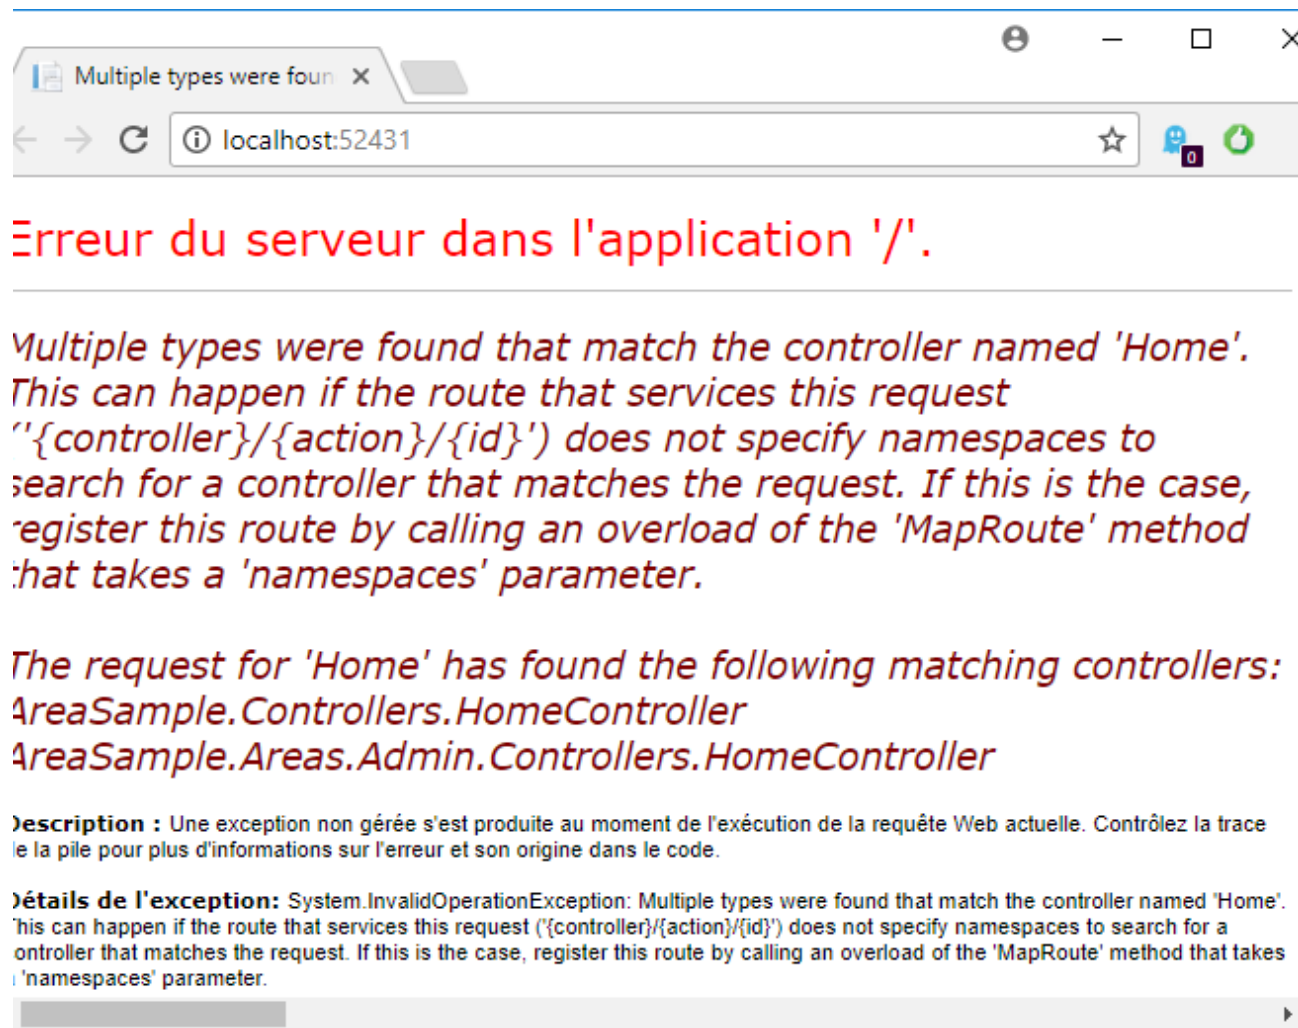 Multiple types were foun
localhost:52431
0
Erreur du serveur dans l'application '/'.
Multiple types were found that match the controller named 'Home'.
This can happen if the route that services this request
('{controller}/{action}/{id}') does not specify namespaces to
search for a controller that matches the request. If this is the case,
register this route by calling an overload of the 'MapRoute' method
that takes a 'namespaces' parameter.
The request for 'Home' has found the following matching controllers:
AreaSample.Controllers.HomeController
AreaSample.Areas.Admin.Controllers.HomeController
Description : Une exception non gérée s'est produite au moment de l'exécution de la requête Web actuelle. Contrôlez la trace
de la pile pour plus d'informations sur l'erreur et son origine dans le code.
Détails de l'exception: System.InvalidOperationException: Multiple types were found that match the controller named 'Home'.
This can happen if the route that services this request ('{controller}/{action}/{id}') does not specify namespaces to search for a
controller that matches the request. If this is the case, register this route by calling an overload of the 'MapRoute' method that takes
a 'namespaces' parameter.